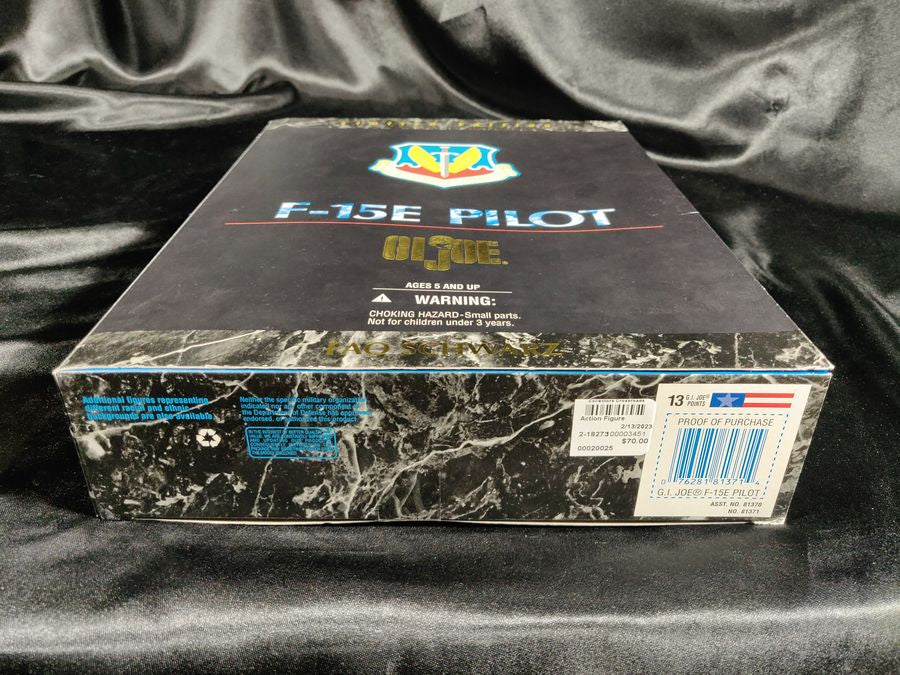 LIMITED EDITION
F-15E PILOT
GI JOE®
AGES 5 AND UP
WARNING:
CHOKING HAZARD-Small parts.
Not for children under 3 years.
FAO SCHWARZ
Additional figures representing
different racial and ethnic
backgrounds are also available.
Neither the specific military organization
indicated nor any other component of
the Department of Defense has approved,
endorsed, or authorized this product.
Action Figure
2/13/2023
2-18273 00003451
$70.00
00020025
13 G.I. JOE®
POINTS
PROOF OF PURCHASE
0 76281 81371 4
G.I. JOE® F-15E PILOT
ASST. NO. 81370
NO. 81371